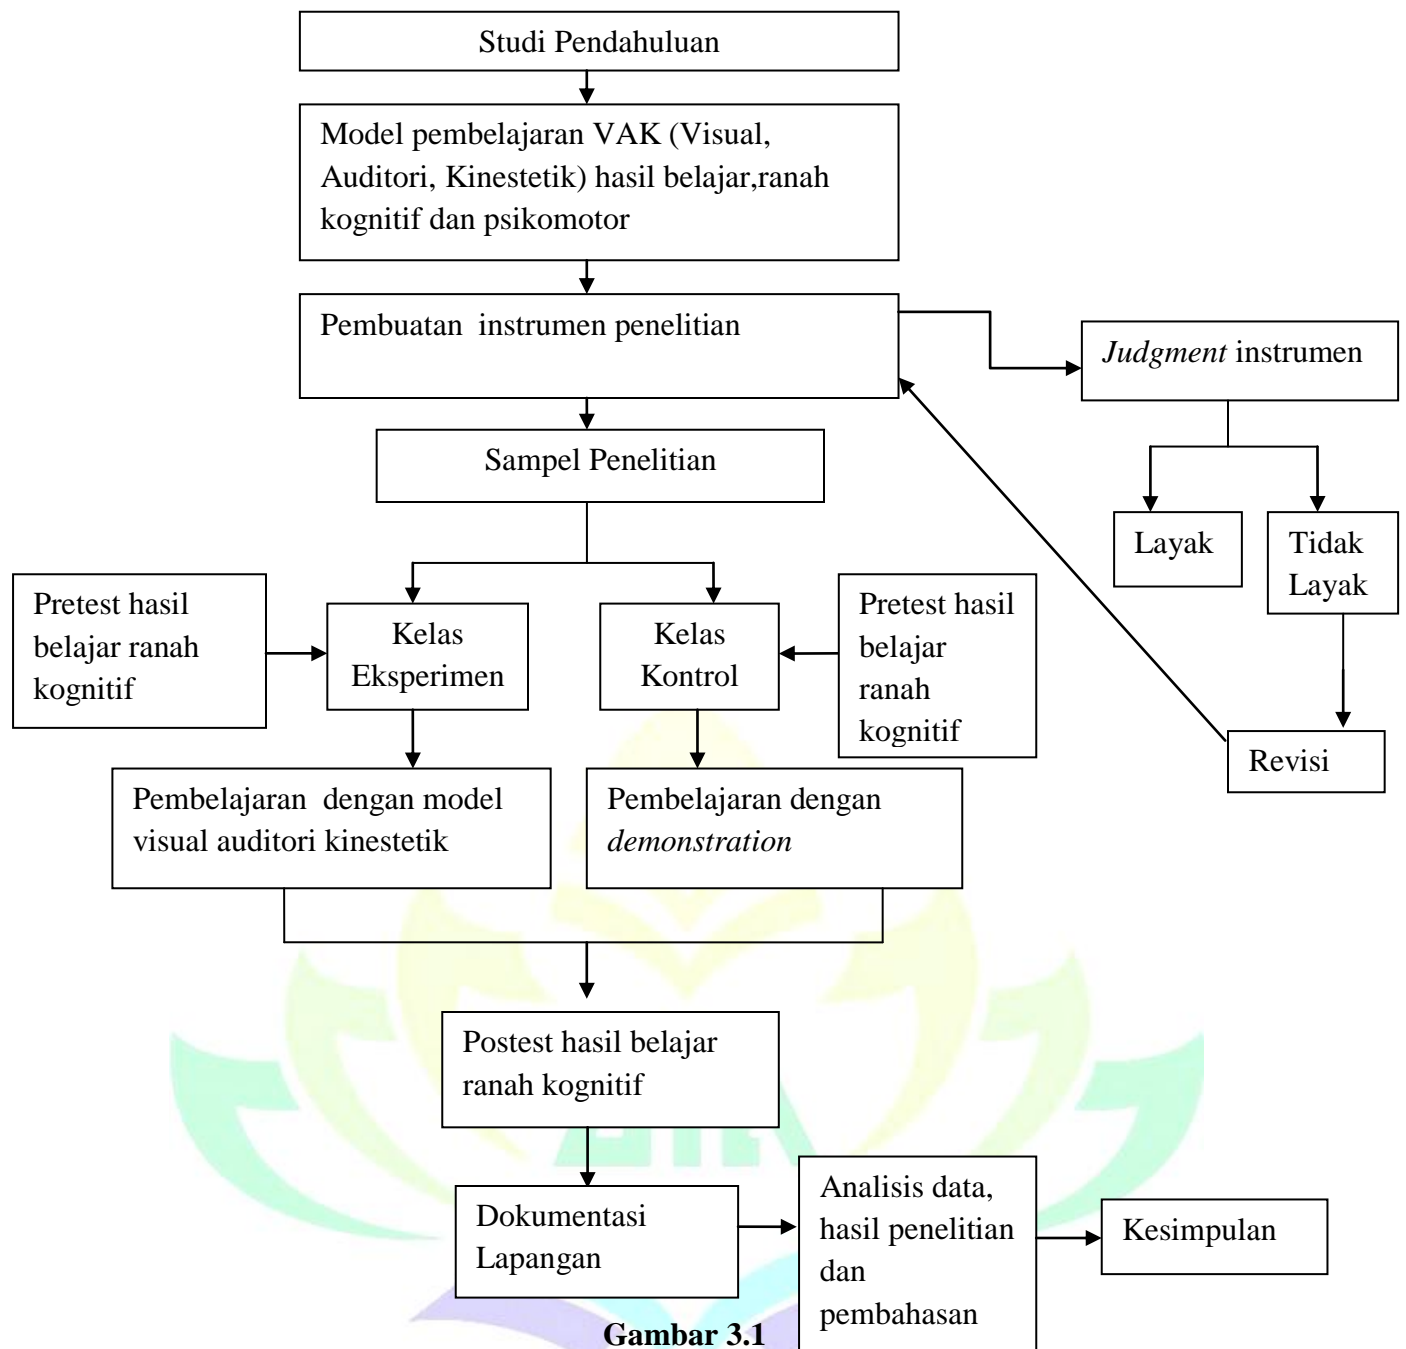 Studi Pendahuluan
Model pembelajaran VAK (Visual,
Auditori, Kinestetik) hasil belajar,ranah
kognitif dan psikomotor
Pembuatan  instrumen penelitian
Judgment instrumen
Sampel Penelitian
Layak
Tidak
Layak
Pretest hasil
belajar ranah
kognitif
Kelas
Eksperimen
Kelas
Kontrol
Pretest hasil
belajar
ranah
kognitif
Revisi
Pembelajaran  dengan model
visual auditori kinestetik
Pembelajaran dengan
demonstration
Postest hasil belajar
ranah kognitif
Dokumentasi
Lapangan
Analisis data,
hasil penelitian
dan
pembahasan
Kesimpulan
Gambar 3.1